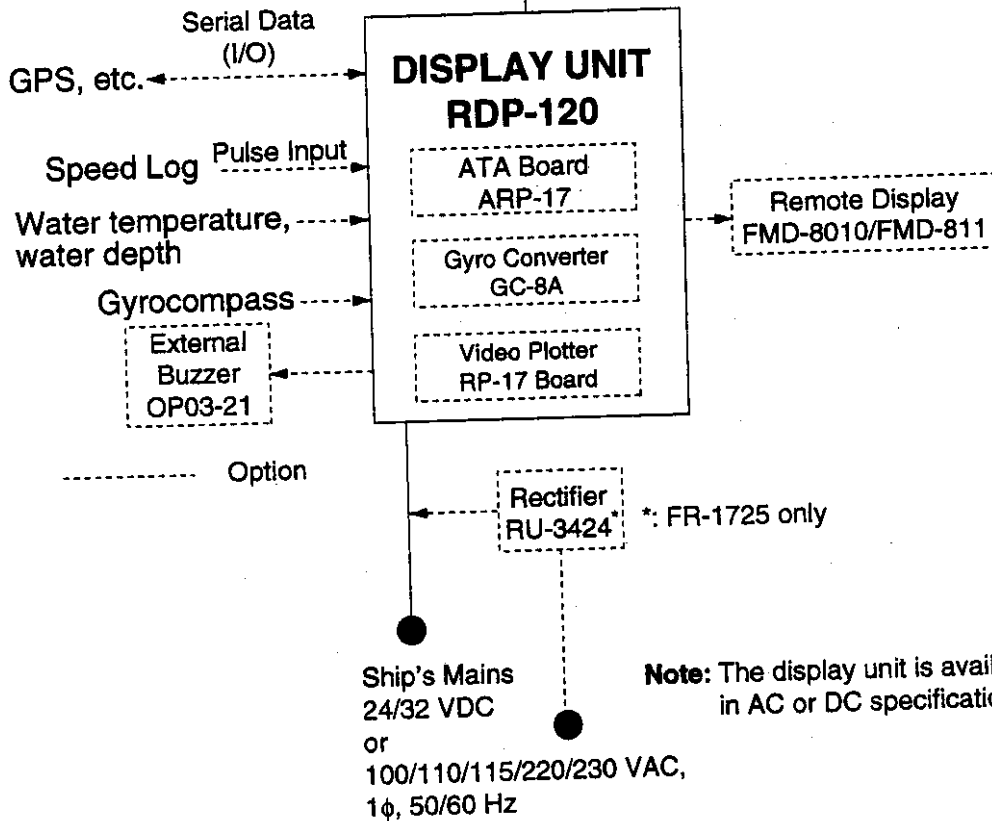 Serial Data
(I/O)
GPS, etc.
DISPLAY UNIT
RDP-120
Speed Log
Pulse Input
ATA Board
ARP-17
Water temperature,
water depth
Remote Display
FMD-8010/FMD-811
Gyro Converter
GC-8A
Gyrocompass
External
Buzzer
OP03-21
Video Plotter
RP-17 Board
Option
Rectifier
RU-3424*
*: FR-1725 only
Ship's Mains
24/32 VDC
or
100/110/115/220/230 VAC,
1ϕ, 50/60 Hz
Note: The display unit is avail
in AC or DC specification